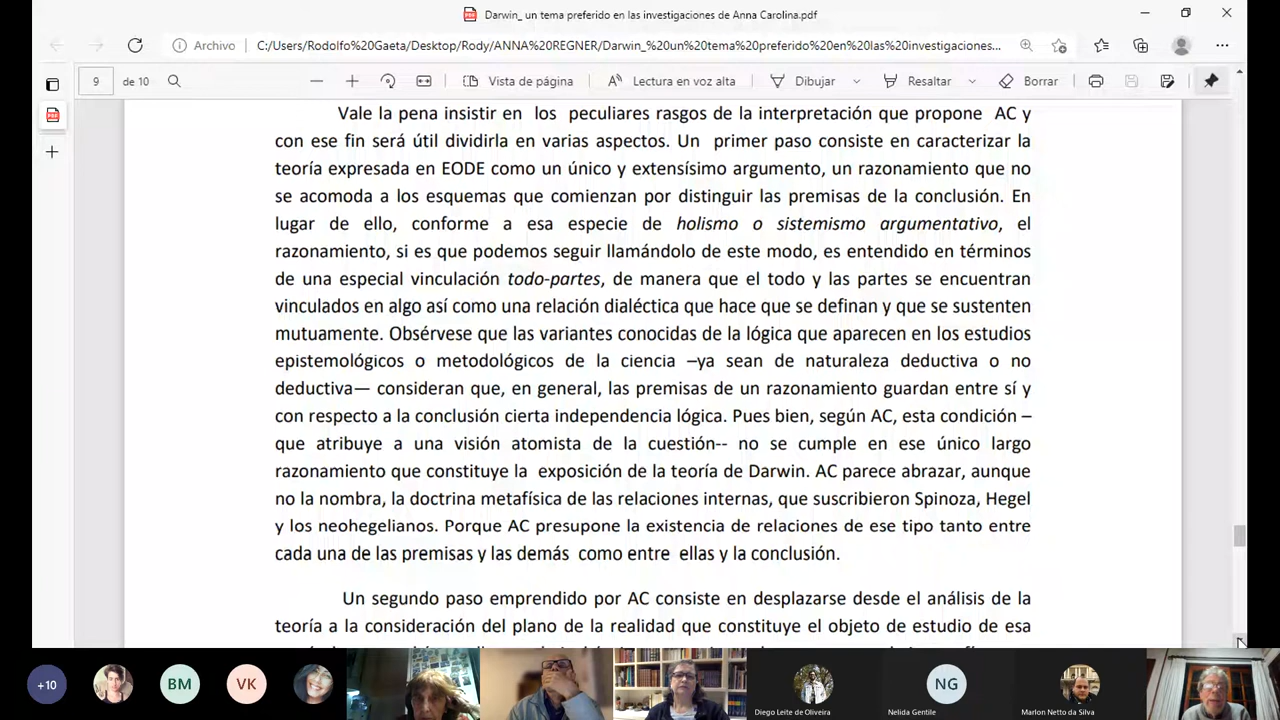 Darwin_ un tema preferido en las investigaciones de Anna Carolina.pdf
Archivo
C:/Users/Rodolfo%20Gaeta/Desktop/Rody/ANNA%20REGNER/Darwin_%20un%20tema%20preferido%20en%20las%20investigaciones...
9 de 10
Vista de página
Lectura en voz alta
Dibujar
Resaltar
Borrar
Vale la pena insistir en los peculiares rasgos de la interpretación que propone AC y
con ese fin será útil dividirla en varias aspectos. Un primer paso consiste en caracterizar la
teoría expresada en EODE como un único y extensísimo argumento, un razonamiento que no
se acomoda a los esquemas que comienzan por distinguir las premisas de la conclusión. En
lugar de ello, conforme a esa especie de holismo o sistemismo argumentativo, el
razonamiento, si es que podemos seguir llamándolo de este modo, es entendido en términos
de una especial vinculación todo-partes, de manera que el todo y las partes se encuentran
vinculados en algo así como una relación dialéctica que hace que se definan y que se sustenten
mutuamente. Obsérvese que las variantes conocidas de la lógica que aparecen en los estudios
epistemológicos o metodológicos de la ciencia –ya sean de naturaleza deductiva o no
deductiva— consideran que, en general, las premisas de un razonamiento guardan entre sí y
con respecto a la conclusión cierta independencia lógica. Pues bien, según AC, esta condición –
que atribuye a una visión atomista de la cuestión-- no se cumple en ese único largo
razonamiento que constituye la exposición de la teoría de Darwin. AC parece abrazar, aunque
no la nombra, la doctrina metafísica de las relaciones internas, que suscribieron Spinoza, Hegel
y los neohegelianos. Porque AC presupone la existencia de relaciones de ese tipo tanto entre
cada una de las premisas y las demás como entre ellas y la conclusión.
Un segundo paso emprendido por AC consiste en desplazarse desde el análisis de la
teoría a la consideración del plano de la realidad que constituye el objeto de estudio de esa
+10
BM
VK
NG
Diego Leite de Oliveira
Nelida Gentile
Marlon Netto da Silva